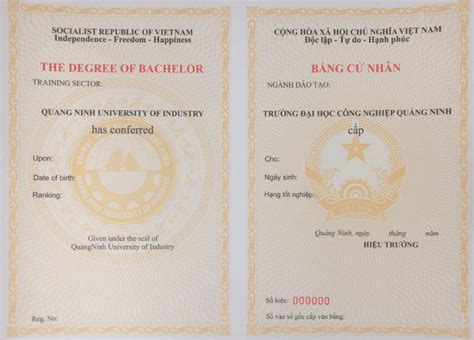 SOCIALIST REPUBLIC OF VIETNAM
Independence - Freedom - Happiness
THE DEGREE OF BACHELOR
TRAINING SECTOR:
QUANG NINH UNIVERSITY OF INDUSTRY
has conferred
Upon:
Date of birth:
Ranking:
Given under the seal of
QuangNinh University of Industry
Reg. No:
CỘNG HÒA XÃ HỘI CHỦ NGHĨA VIỆT NAM
Độc lập - Tự do - Hạnh phúc
BẰNG CỬ NHÂN
NGÀNH ĐÀO TẠO:
TRƯỜNG ĐẠI HỌC CÔNG NGHIỆP QUẢNG NINH
cấp
Cho:
Ngày sinh:
Hạng tốt nghiệp:
Quảng Ninh, ngày tháng năm
HIỆU TRƯỞNG
Số hiệu: 000000
Số vào sổ gốc cấp văn bằng: